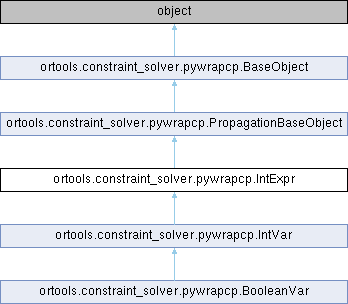 object
ortools.constraint_solver.pywrapcp.BaseObject
ortools.constraint_solver.pywrapcp.PropagationBaseObject
ortools.constraint_solver.pywrapcp.IntExpr
ortools.constraint_solver.pywrapcp.IntVar
ortools.constraint_solver.pywrapcp.BooleanVar